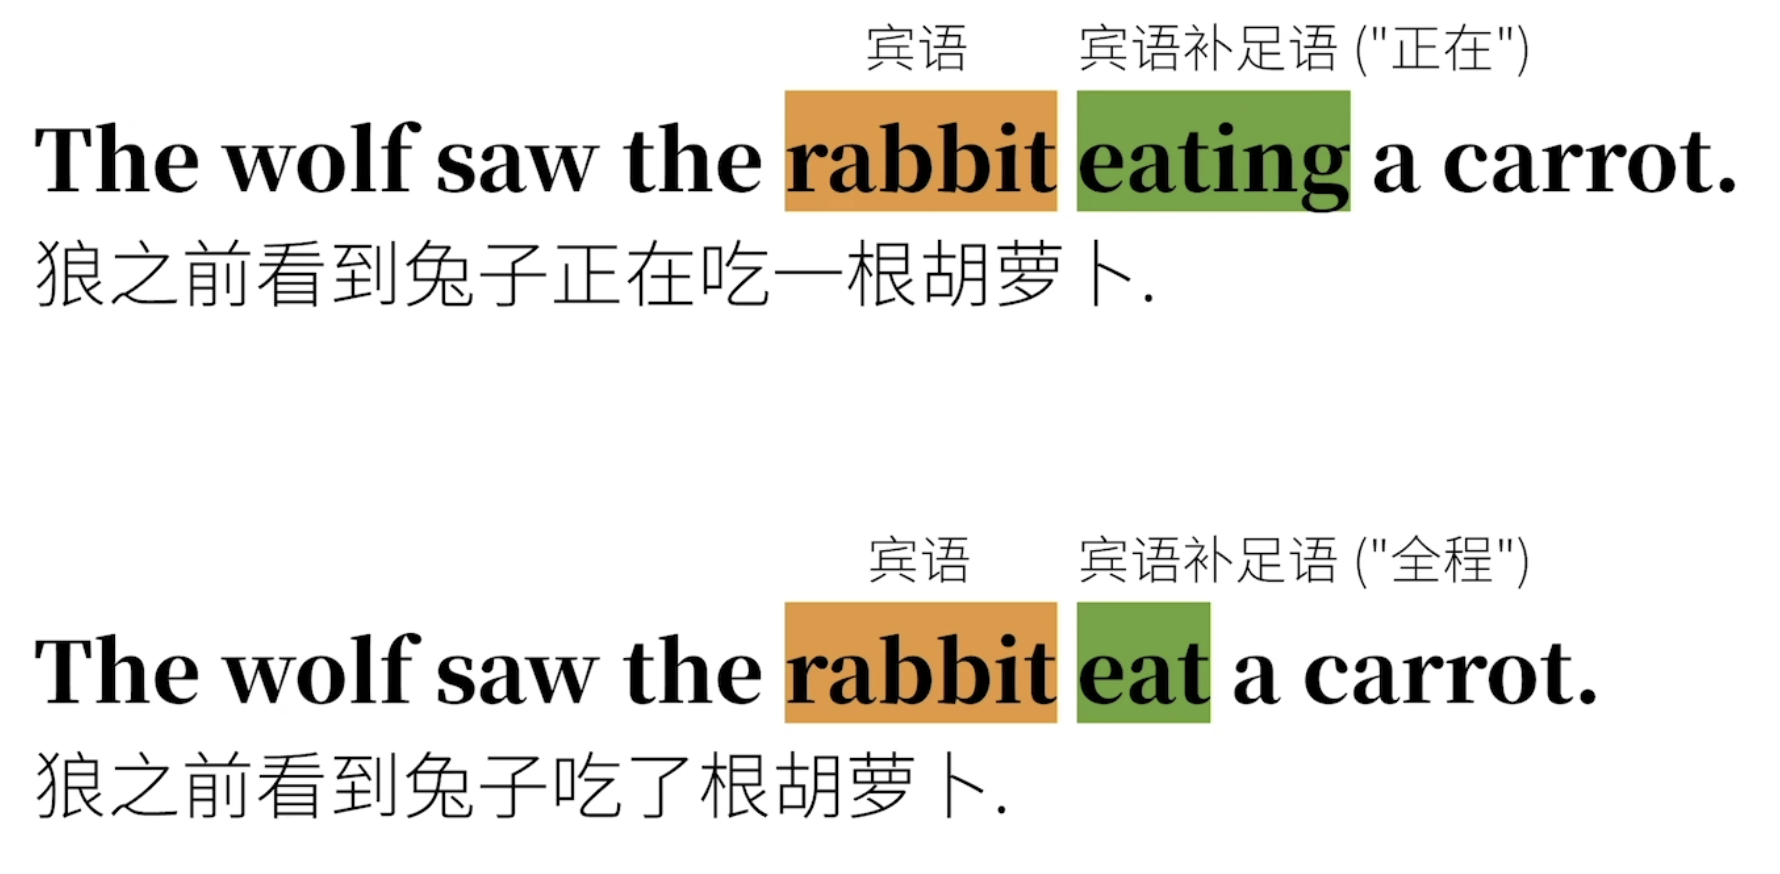 宾语 宾语补足语 ("正在")
The wolf saw the rabbit eating a carrot.
狼之前看到兔子正在吃一根胡萝卜.
宾语 宾语补足语 ("全程")
The wolf saw the rabbit eat a carrot.
狼之前看到兔子吃了根胡萝卜.